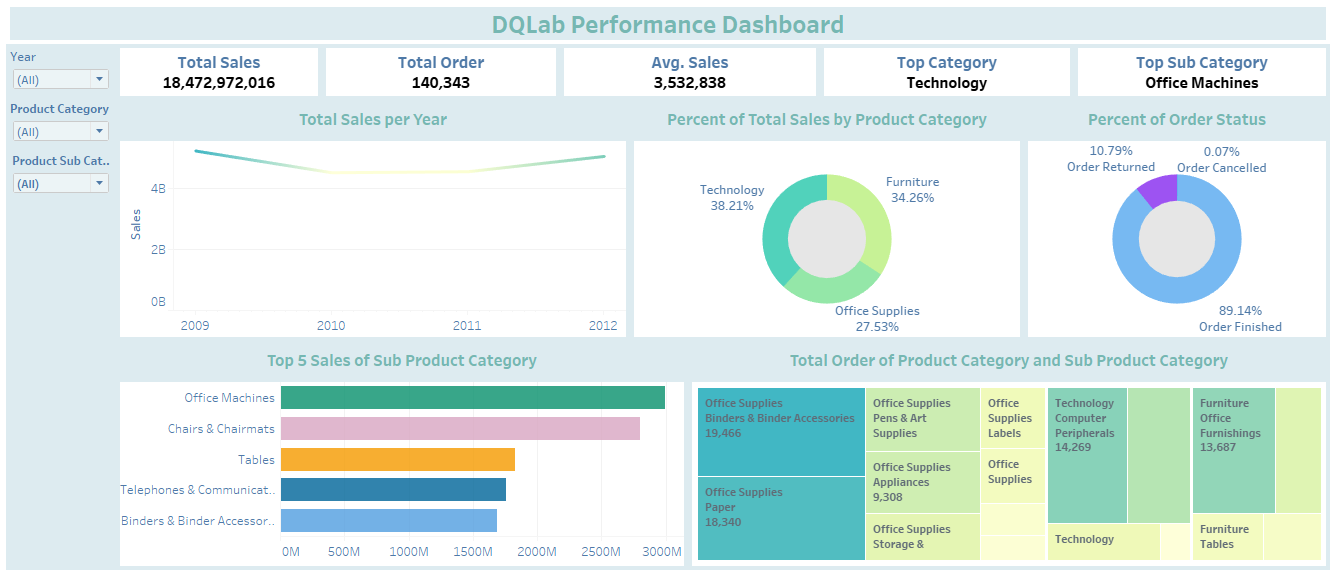 DQLab Performance Dashboard
Year
(All)
Product Category
(All)
Product Sub Cat..
(All)
Total Sales
18,472,972,016
Total Order
140,343
Avg. Sales
3,532,838
Top Category
Technology
Top Sub Category
Office Machines
Total Sales per Year
Sales
4B
2B
0B
2009
2010
2011
2012
Percent of Total Sales by Product Category
Technology
38.21%
Furniture
34.26%
Office Supplies
27.53%
Percent of Order Status
10.79%
Order Returned
0.07%
Order Cancelled
89.14%
Order Finished
Top 5 Sales of Sub Product Category
Office Machines
Chairs & Chairmats
Tables
Telephones & Communicat..
Binders & Binder Accessor..
0M
500M
1000M
1500M
2000M
2500M
3000M
Total Order of Product Category and Sub Product Category
Office Supplies
Binders & Binder Accessories
19,466
Office Supplies
Paper
18,340
Office Supplies
Pens & Art
Supplies
Office Supplies
Appliances
9,308
Office Supplies
Storage &
Office
Supplies
Labels
Office
Supplies
Technology
Computer
Peripherals
14,269
Technology
Furniture
Office
Furnishings
13,687
Furniture
Tables